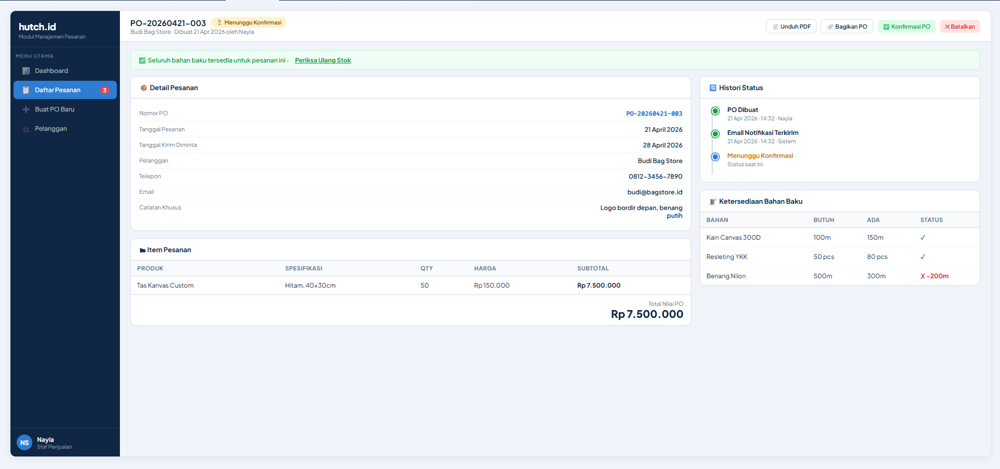 hutch.id
Modul Manajemen Pesanan
MENU UTAMA
Dashboard
Daftar Pesanan 3
Buat PO Baru
Pelanggan
NS
Nayla
Staf Penjualan
PO-20260421-003
Menunggu Konfirmasi
Budi Bag Store · Dibuat 21 Apr 2026 oleh Nayla
Unduh PDF
Bagikan PO
Konfirmasi PO
Batalkan
Seluruh bahan baku tersedia untuk pesanan ini · Periksa Ulang Stok
Detail Pesanan
Nomor PO PO-20260421-003
Tanggal Pesanan 21 April 2026
Tanggal Kirim Diminta 28 April 2026
Pelanggan Budi Bag Store
Telepon 0812-3456-7890
Email budi@bagstore.id
Catatan Khusus Logo bordir depan, benang
putih
Item Pesanan
PRODUK SPESIFIKASI QTY HARGA SUBTOTAL
Tas Kanvas Custom Hitam, 40×30cm 50 Rp 150.000 Rp 7.500.000
Total Nilai PO
Rp 7.500.000
Histori Status
PO Dibuat
21 Apr 2026 · 14:32 · Nayla
Email Notifikasi Terkirim
21 Apr 2026 · 14:32 · Sistem
Menunggu Konfirmasi
Status saat ini
Ketersediaan Bahan Baku
BAHAN BUTUH ADA STATUS
Kain Canvas 300D 100m 150m ✓
Resleting YKK 50 pcs 80 pcs ✓
Benang Nilon 500m 300m ✗ -200m